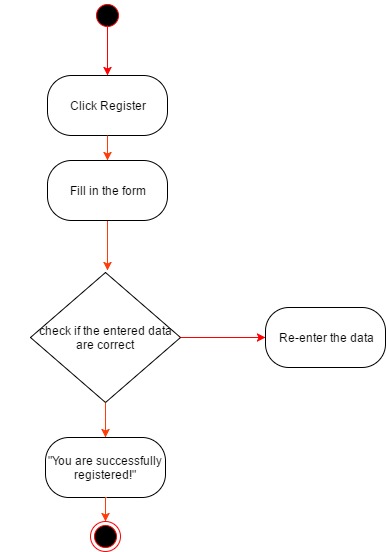 Click Register
Fill in the form
check if the entered data
are correct
Re-enter the data
"You are successfully
registered!"